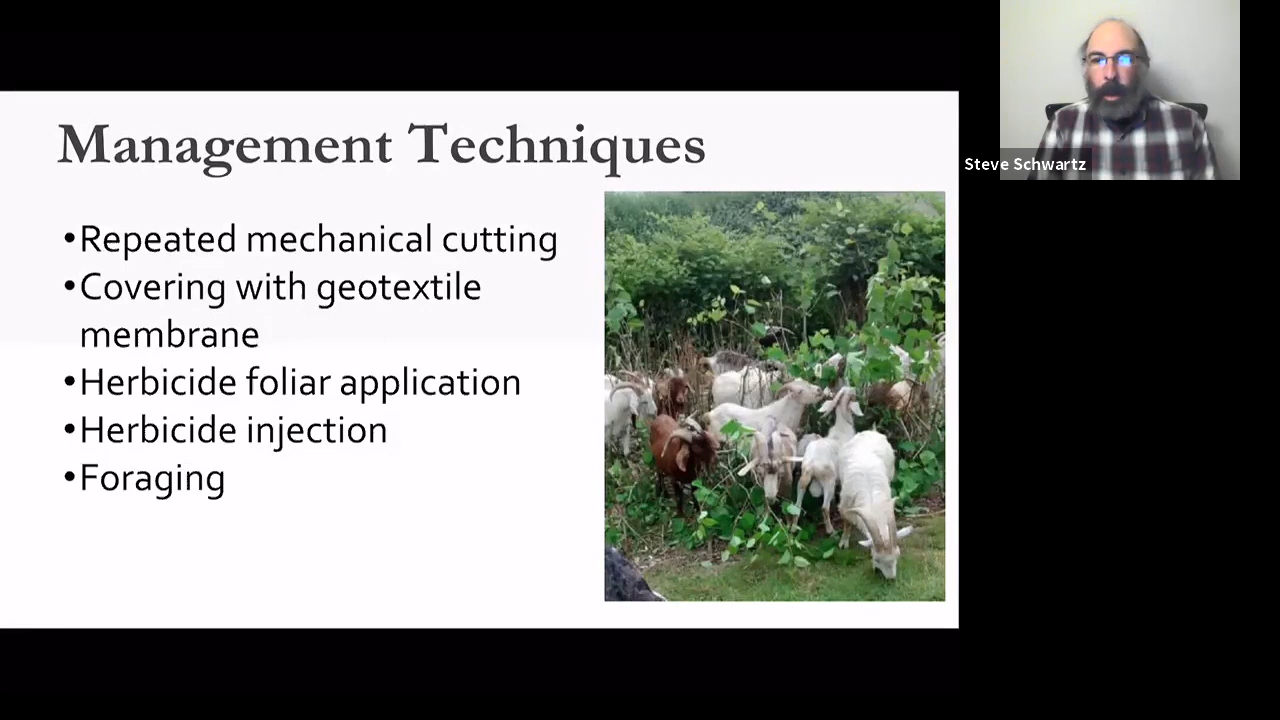 Management Techniques
•Repeated mechanical cutting
•Covering with geotextile
membrane
•Herbicide foliar application
•Herbicide injection
•Foraging
Steve Schwartz